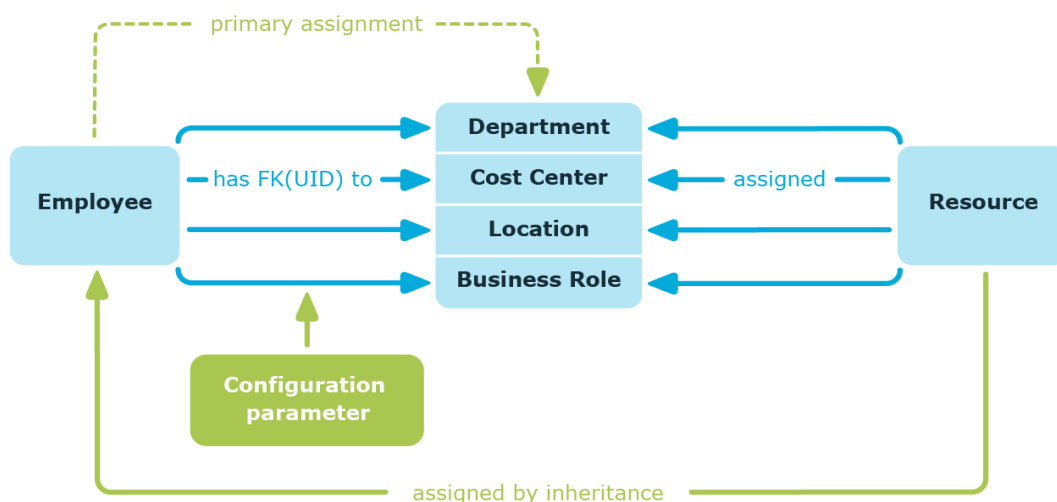 primary assignment
Department
has FK(UID) to
Cost Center
assigned
Employee
Resource
Location
Business Role
Configuration
parameter
assigned by inheritance